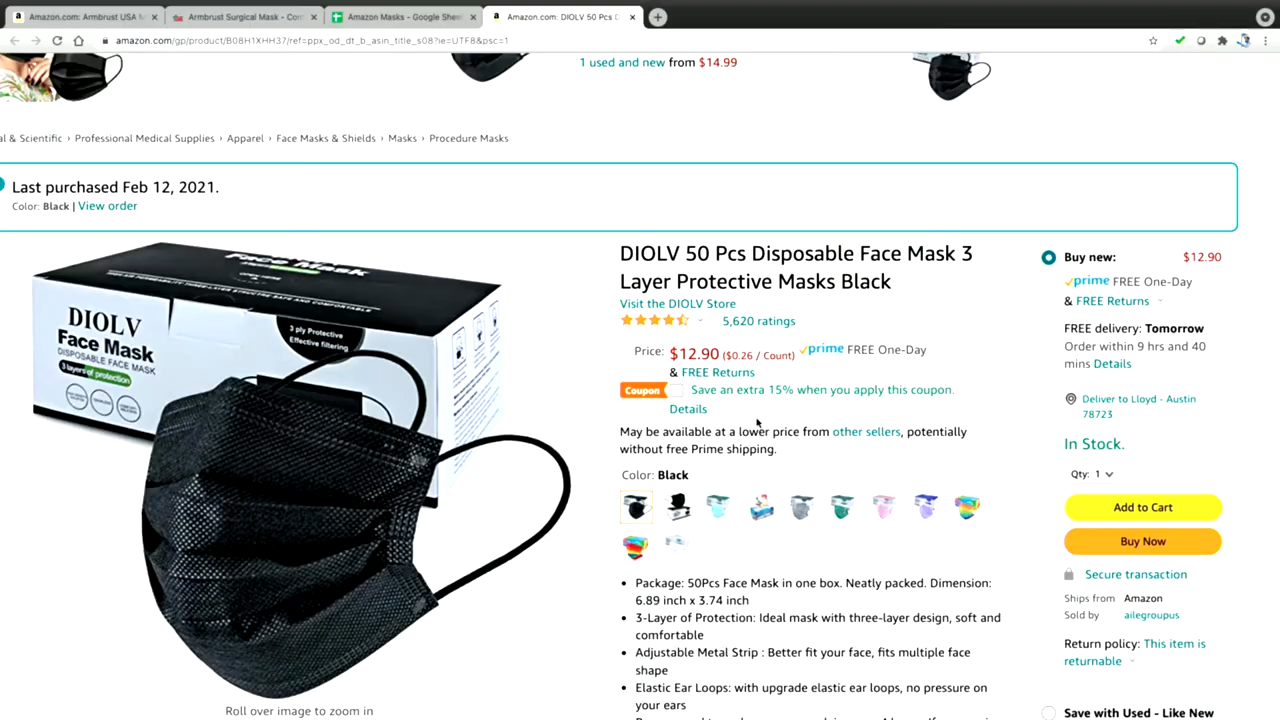 Amazon.com: Armbrust USA M
Armbrust Surgical Mask - Com
Amazon Masks - Google Shee
Amazon.com: DIOLV 50 Pcs D
amazon.com/gp/product/B08H1XHH37/ref=ppx_od_dt_b_asin_title_s08?ie=UTF8&psc=1
1 used and new from $14.99
al & Scientific › Professional Medical Supplies › Apparel › Face Masks & Shields › Masks › Procedure Masks
Last purchased Feb 12, 2021.
Color: Black | View order
Face Mask
OPEN HERE
DIOLV
Face Mask
DISPOSABLE FACE MASK
3 layers of protection
3 ply Protective
Effective filtering
Roll over image to zoom in
DIOLV 50 Pcs Disposable Face Mask 3
Layer Protective Masks Black
Visit the DIOLV Store
5,620 ratings
Price: $12.90 ($0.26 / Count) prime FREE One-Day
& FREE Returns
Coupon Save an extra 15% when you apply this coupon.
Details
May be available at a lower price from other sellers, potentially
without free Prime shipping.
Color: Black
• Package: 50Pcs Face Mask in one box. Neatly packed. Dimension:
6.89 inch x 3.74 inch
• 3-Layer of Protection: Ideal mask with three-layer design, soft and
comfortable
• Adjustable Metal Strip : Better fit your face, fits multiple face
shape
• Elastic Ear Loops: with upgrade elastic ear loops, no pressure on
your ears
Buy new: $12.90
prime FREE One-Day
& FREE Returns
FREE delivery: Tomorrow
Order within 9 hrs and 40
mins Details
Deliver to Lloyd - Austin
78723
In Stock.
Qty: 1
Add to Cart
Buy Now
Secure transaction
Ships from Amazon
Sold by ailegroupus
Return policy: This item is
returnable
Save with Used - Like New